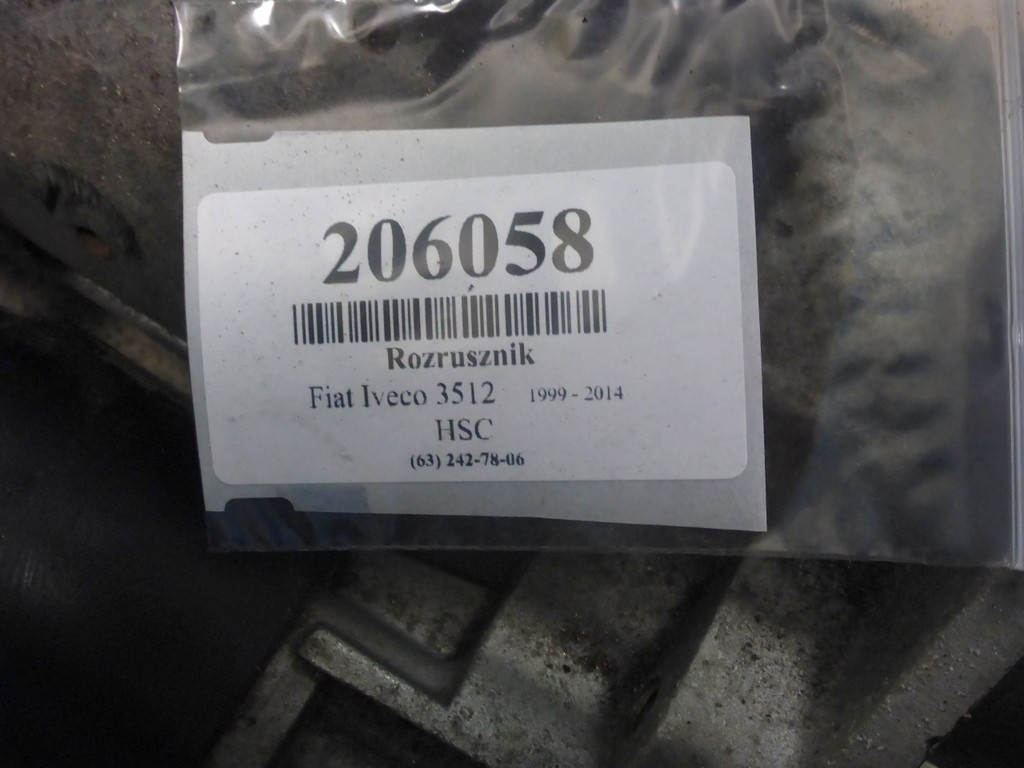 206058
Rozrusznik
Fiat Iveco 3512 1999 - 2014
HSC
(63) 242-78-06